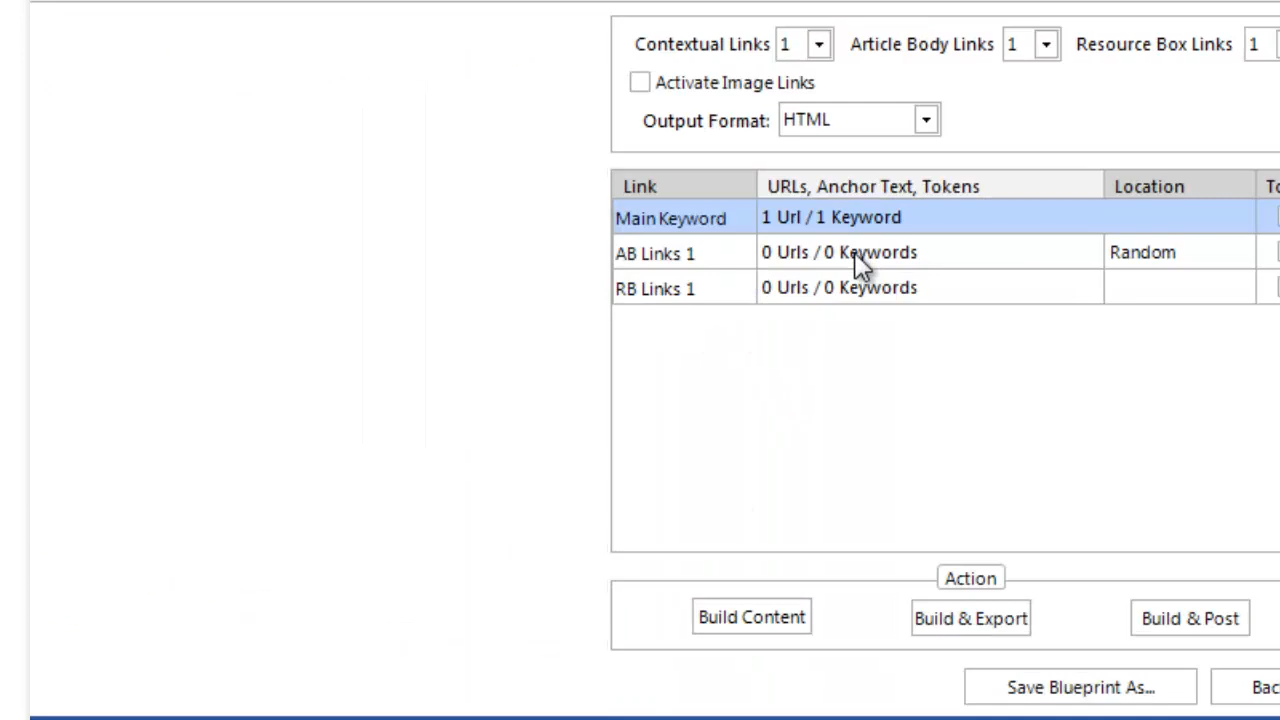 Contextual Links 1 Article Body Links 1 Resource Box Links 1
Activate Image Links
Output Format: HTML
Link URLs, Anchor Text, Tokens Location
Main Keyword 1 Url / 1 Keyword
AB Links 1 0 Urls / 0 Keywords Random
RB Links 1 0 Urls / 0 Keywords
Action
Build Content Build & Export Build & Post
Save Blueprint As...